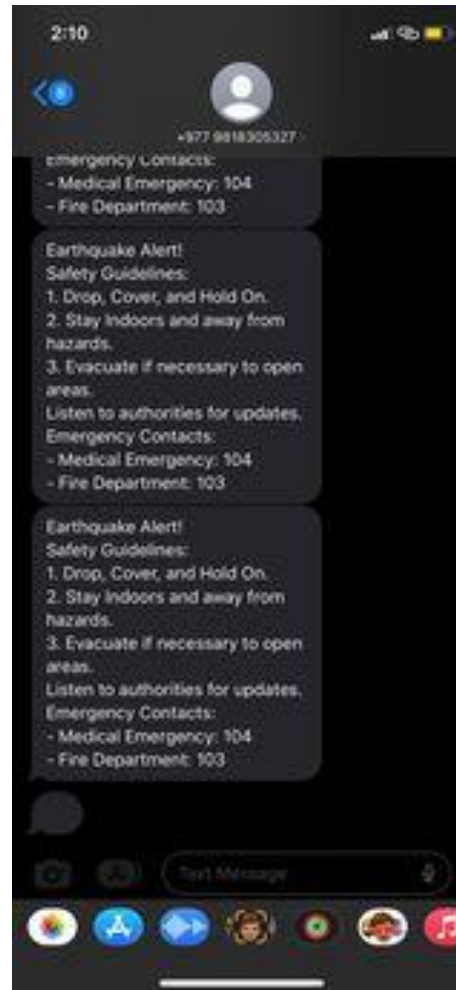 2:10
+977 9818305327
Emergency Contacts:
- Medical Emergency: 104
- Fire Department: 103
Earthquake Alert!
Safety Guidelines:
1. Drop, Cover, and Hold On.
2. Stay Indoors and away from
hazards.
3. Evacuate if necessary to open
areas.
Listen to authorities for updates.
Emergency Contacts:
- Medical Emergency: 104
- Fire Department: 103
Earthquake Alert!
Safety Guidelines:
1. Drop, Cover, and Hold On.
2. Stay Indoors and away from
hazards.
3. Evacuate if necessary to open
areas.
Listen to authorities for updates.
Emergency Contacts:
- Medical Emergency: 104
- Fire Department: 103
Text Message